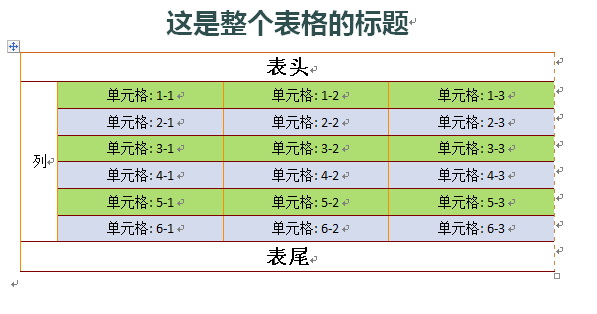 这是整个表格的标题
表头
单元格: 1-1 单元格: 1-2 单元格: 1-3
单元格: 2-1 单元格: 2-2 单元格: 2-3
单元格: 3-1 单元格: 3-2 单元格: 3-3
列
单元格: 4-1 单元格: 4-2 单元格: 4-3
单元格: 5-1 单元格: 5-2 单元格: 5-3
单元格: 6-1 单元格: 6-2 单元格: 6-3
表尾